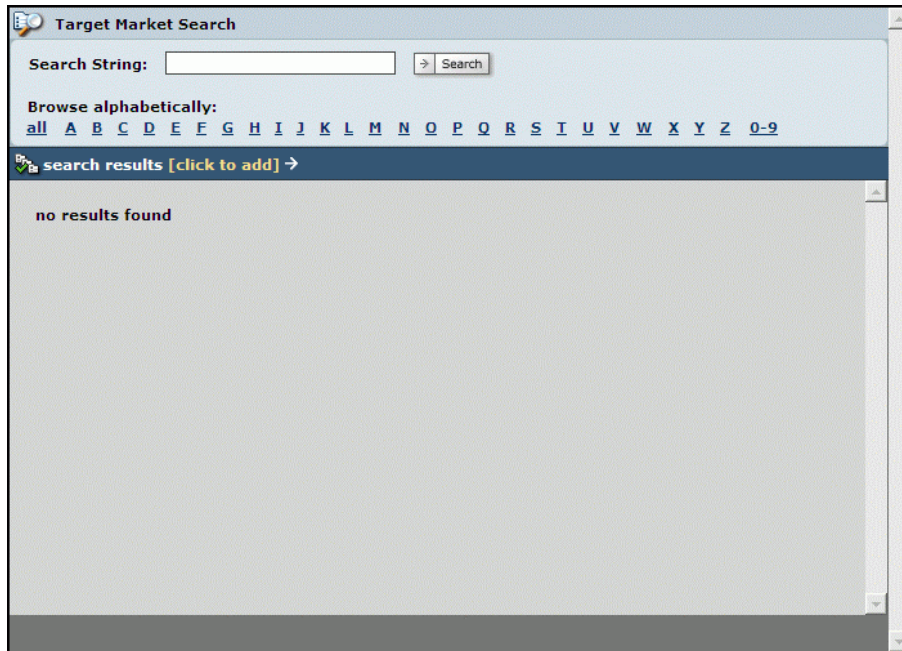 Target Market Search
Search String:
Search
Browse alphabetically:
all A B C D E F G H I J K L M N O P Q R S T U V W X Y Z 0-9
search results [click to add] →
no results found